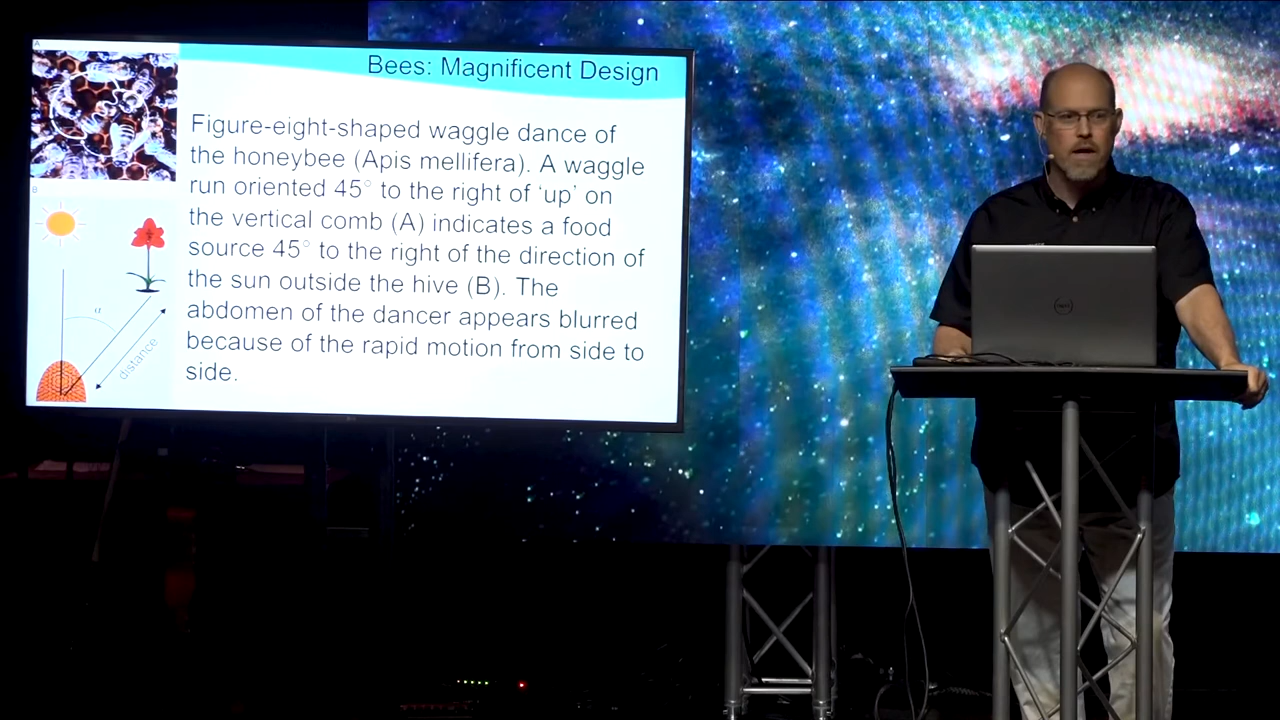 A
Bees: Magnificent Design
Figure-eight-shaped waggle dance of
the honeybee (Apis mellifera). A waggle
run oriented 45° to the right of ‘up’ on
the vertical comb (A) indicates a food
source 45° to the right of the direction of
the sun outside the hive (B). The
abdomen of the dancer appears blurred
because of the rapid motion from side to
side.
B
α
distance
DELL